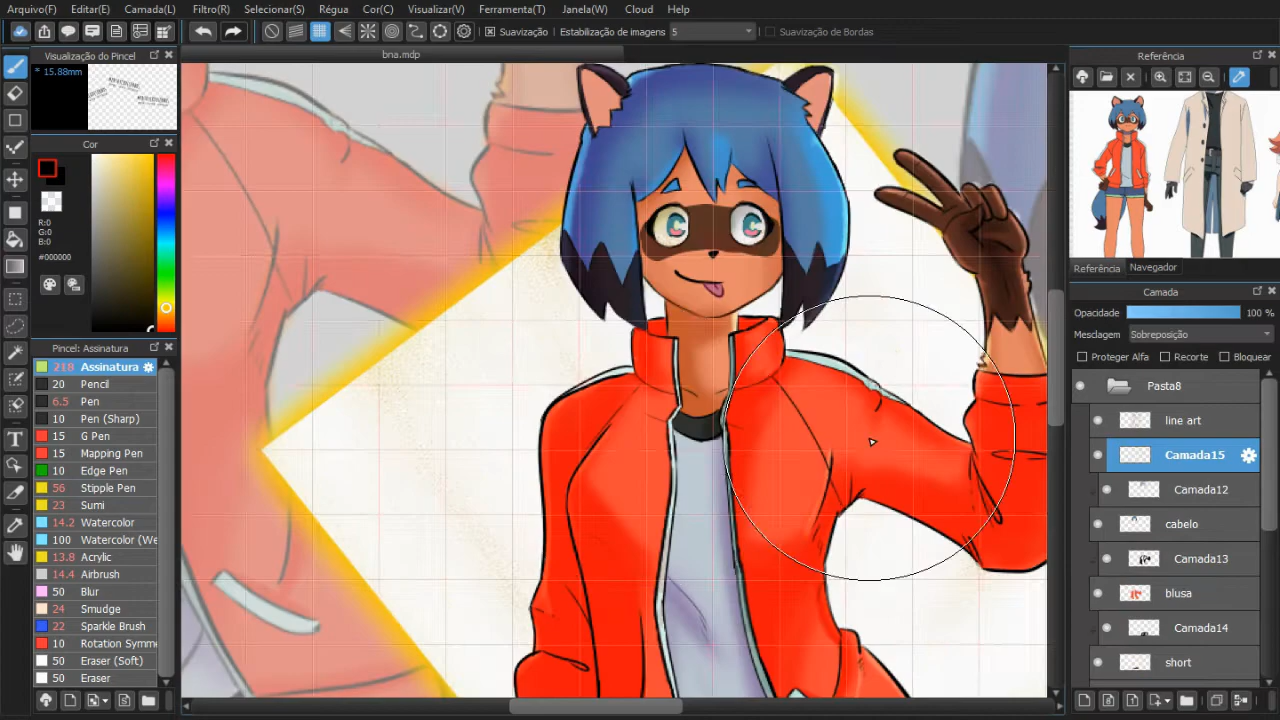 Arquivo(F) Editar(E) Camada(L) Filtro(R) Selecionar(S) Régua Cor(C) Visualizar(V) Ferramenta(T) Janela(W) Cloud Help
Suavização Estabilização de imagens 5 Suavização de Bordas
bna.mdp
Visualização do Pincel
* 15.88mm
Cor
R:0
G:0
B:0
#000000
Pincel: Assinatura
218 Assinatura
20 Pencil
6.5 Pen
10 Pen (Sharp)
15 G Pen
15 Mapping Pen
10 Edge Pen
56 Stipple Pen
23 Sumi
14.2 Watercolor
100 Watercolor (We
13.8 Acrylic
14.4 Airbrush
50 Blur
24 Smudge
22 Sparkle Brush
10 Rotation Symme
50 Eraser (Soft)
50 Eraser
Referência
Referência Navegador
Camada
Opacidade 100 %
Mesclagem Sobreposição
Proteger Alfa Recorte Bloquear
Pasta8
line art
Camada15
Camada12
cabelo
Camada13
blusa
Camada14
short